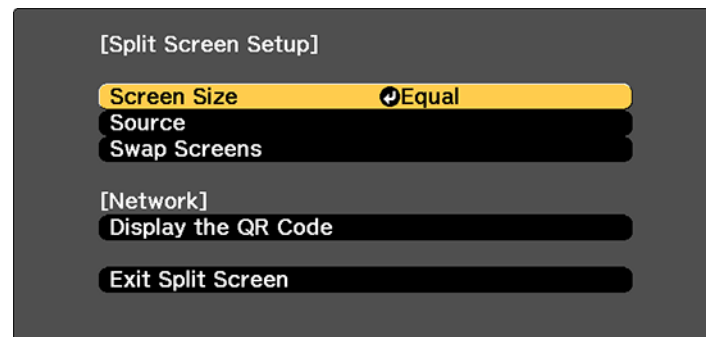 [Split Screen Setup]
Screen Size Equal
Source
Swap Screens
[Network]
Display the QR Code
Exit Split Screen